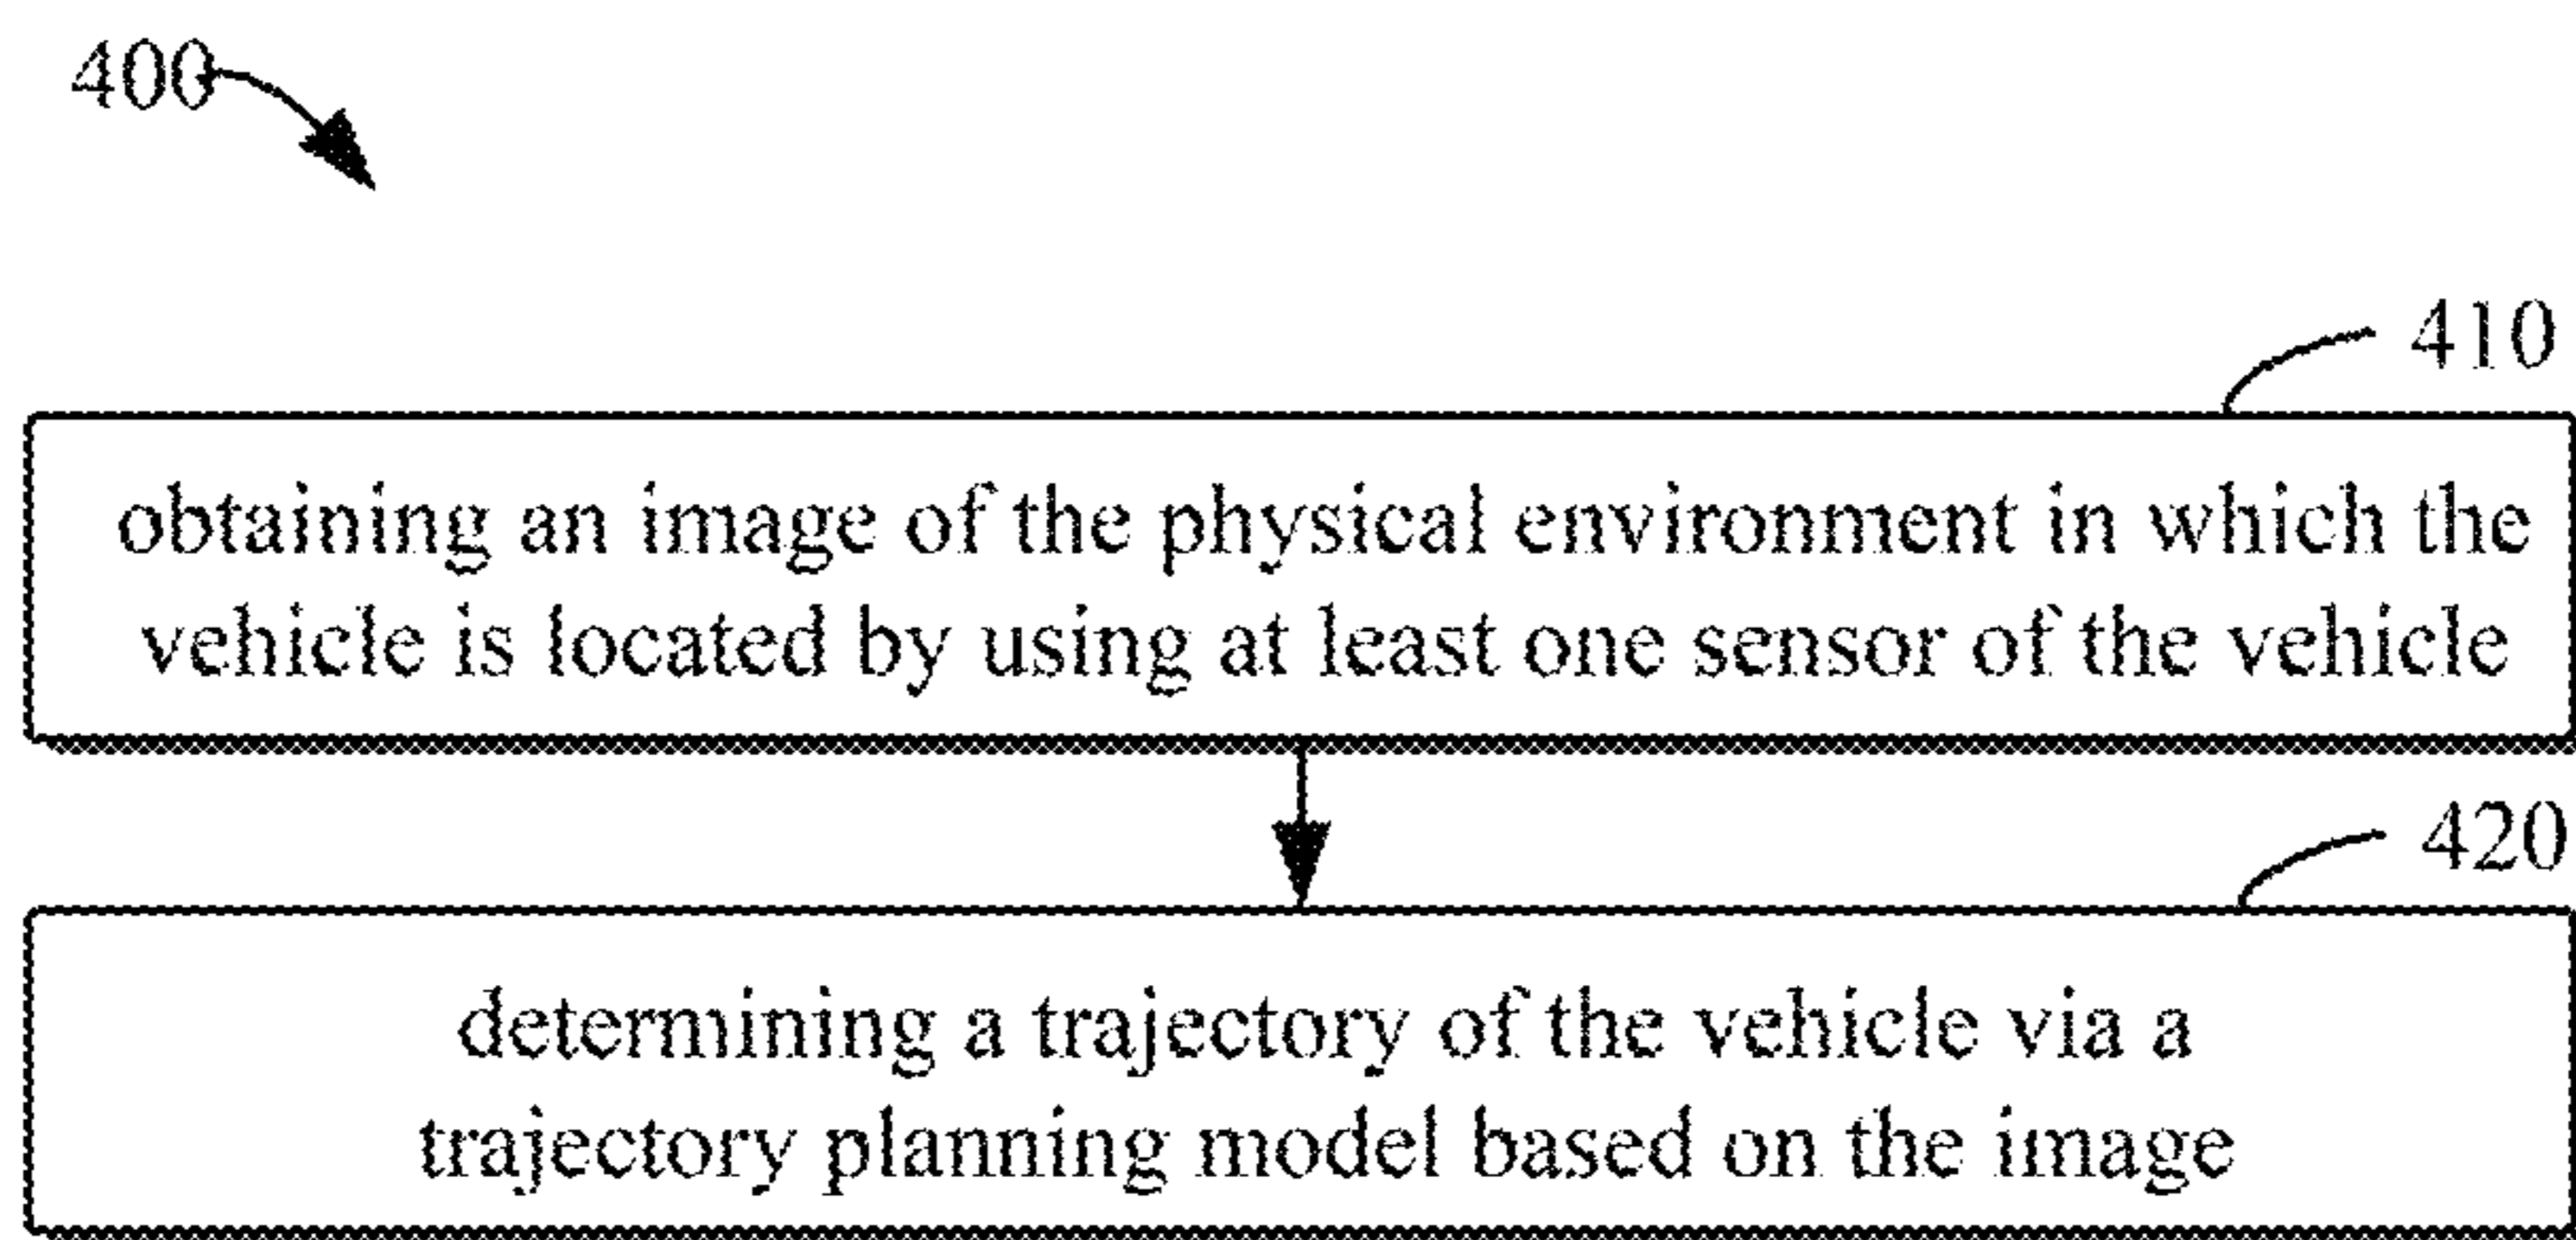 400
410
obtaining an image of the physical environment in which the
vehicle is located by using at least one sensor of the vehicle
420
determining a trajectory of the vehicle via a
trajectory planning model based on the image